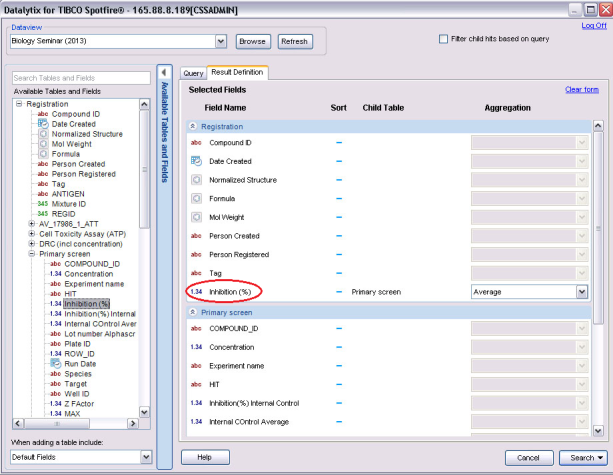 Datalytix for TIBCO Spotfire® - 165.88.8.189[CSSADMIN]
Log Off
Dataview
Biology Seminar (2013)
Browse
Refresh
Filter child hits based on query
Search Tables and Fields
Available Tables and Fields
Registration
abc Compound ID
Date Created
Normalized Structure
Mol Weight
Formula
abc Person Created
abc Person Registered
abc Tag
abc ANTIGEN
345 Mixture ID
345 REGID
AV_17986_1_ATT
Cell Toxicity Assay (ATP)
DRC (incl concentration)
Primary screen
abc COMPOUND_ID
1.34 Concentration
abc Experiment name
abc HIT
1.34 Inhibition (%)
1.34 Inhibition(%) Internal
1.34 Internal COntrol Aver
abc Lot number Alphascr
abc Plate ID
1.34 ROW_ID
Run Date
abc Species
abc Target
abc Well ID
1.34 Z FActor
1.34 MAX
When adding a table include:
Default Fields
Available Tables and Fields
Query
Result Definition
Selected Fields
Clear form
Field Name Sort Child Table Aggregation
Registration
abc Compound ID
Date Created
Normalized Structure
Formula
Mol Weight
abc Person Created
abc Person Registered
abc Tag
1.34 Inhibition (%) Primary screen Average
Primary screen
abc COMPOUND_ID
1.34 Concentration
abc Experiment name
abc HIT
1.34 Inhibition(%) Internal Control
1.34 Internal COntrol Average
Help
Cancel
Search